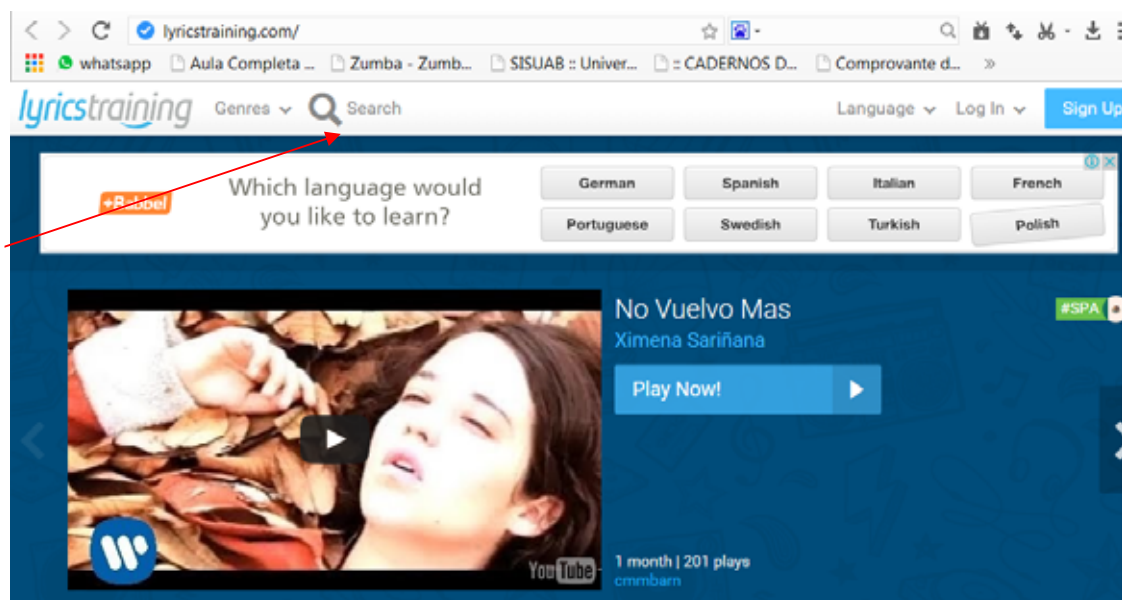 lyricstraining.com/
whatsapp Aula Completa ... Zumba - Zumb... SISUAB :: Univer... :: CADERNOS D... Comprovante d... »
lyricstraining Genres Search Language Log In Sign Up
+Babbel
Which language would
you like to learn?
German Spanish Italian French
Portuguese Swedish Turkish Polish
No Vuelvo Mas
#SPA
Ximena Sariñana
Play Now!
YouTube
1 month | 201 plays
cmmbarn